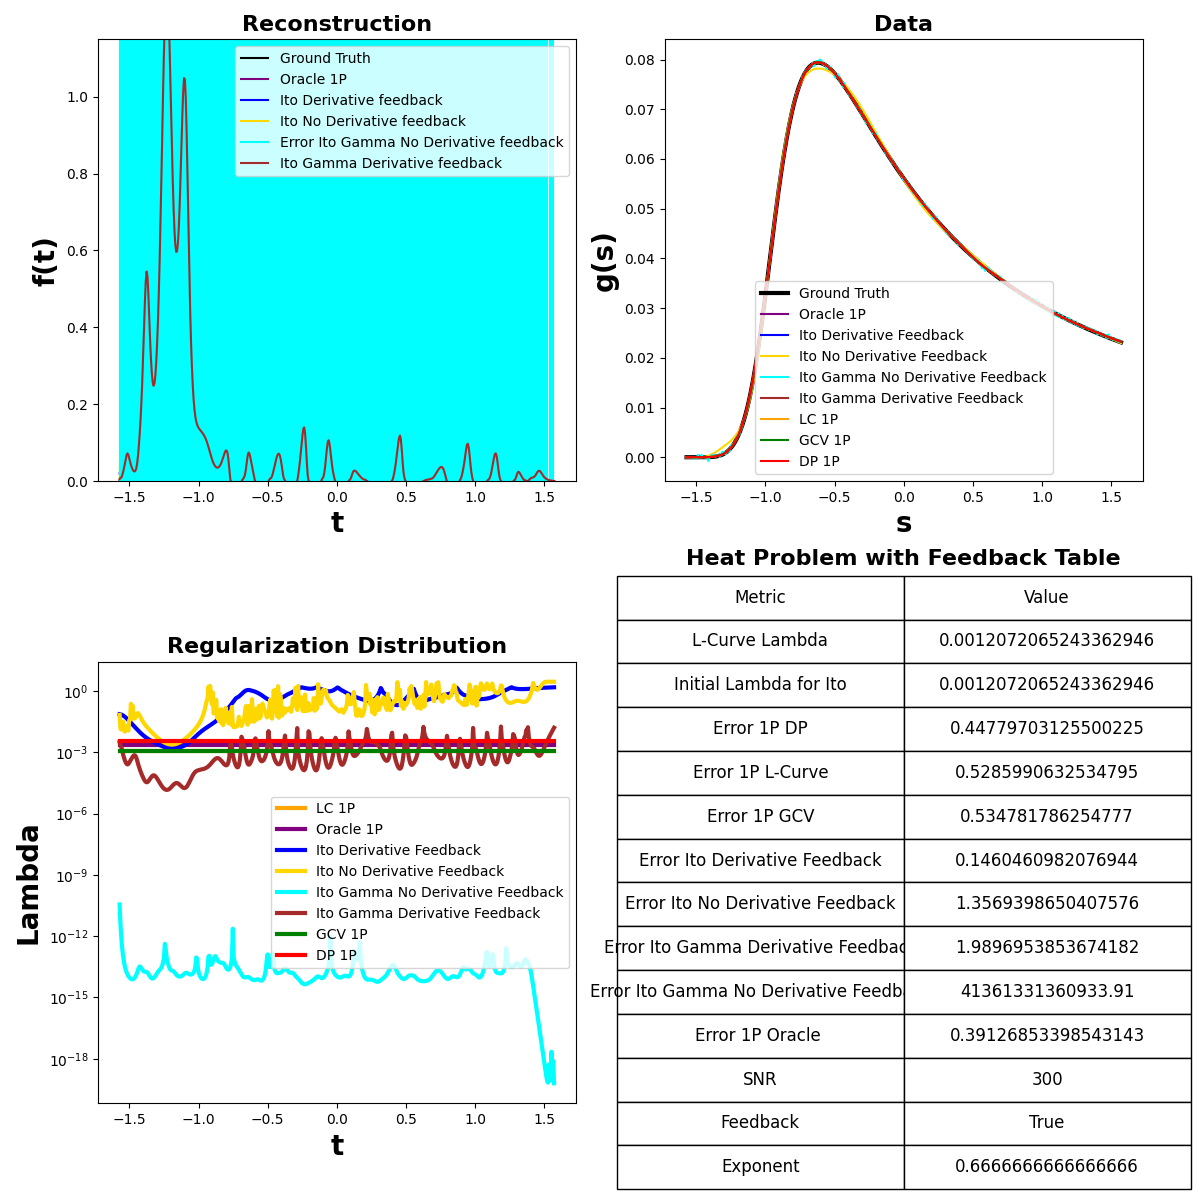 Reconstruction
Ground Truth
Oracle 1P
Ito Derivative feedback
Ito No Derivative feedback
Error Ito Gamma No Derivative feedback
Ito Gamma Derivative feedback
f(t)
1.0
0.8
0.6
0.4
0.2
0.0
−1.5 −1.0 −0.5 0.0 0.5 1.0 1.5
t
Data
g(s)
0.08
0.07
0.06
0.05
0.04
0.03
0.02
0.01
0.00
Ground Truth
Oracle 1P
Ito Derivative Feedback
Ito No Derivative Feedback
Ito Gamma No Derivative Feedback
Ito Gamma Derivative Feedback
LC 1P
GCV 1P
DP 1P
−1.5 −1.0 −0.5 0.0 0.5 1.0 1.5
s
Regularization Distribution
Lambda
10⁰
10⁻³
10⁻⁶
10⁻⁹
10⁻¹²
10⁻¹⁵
10⁻¹⁸
LC 1P
Oracle 1P
Ito Derivative Feedback
Ito No Derivative Feedback
Ito Gamma No Derivative Feedback
Ito Gamma Derivative Feedback
GCV 1P
DP 1P
−1.5 −1.0 −0.5 0.0 0.5 1.0 1.5
t
Heat Problem with Feedback Table
Metric Value
L-Curve Lambda 0.0012072065243362946
Initial Lambda for Ito 0.0012072065243362946
Error 1P DP 0.44779703125500225
Error 1P L-Curve 0.5285990632534795
Error 1P GCV 0.534781786254777
Error Ito Derivative Feedback 0.1460460982076944
Error Ito No Derivative Feedback 1.3569398650407576
Error Ito Gamma Derivative Feedbac 1.9896953853674182
Error Ito Gamma No Derivative Feedb 41361331360933.91
Error 1P Oracle 0.39126853398543143
SNR 300
Feedback True
Exponent 0.6666666666666666